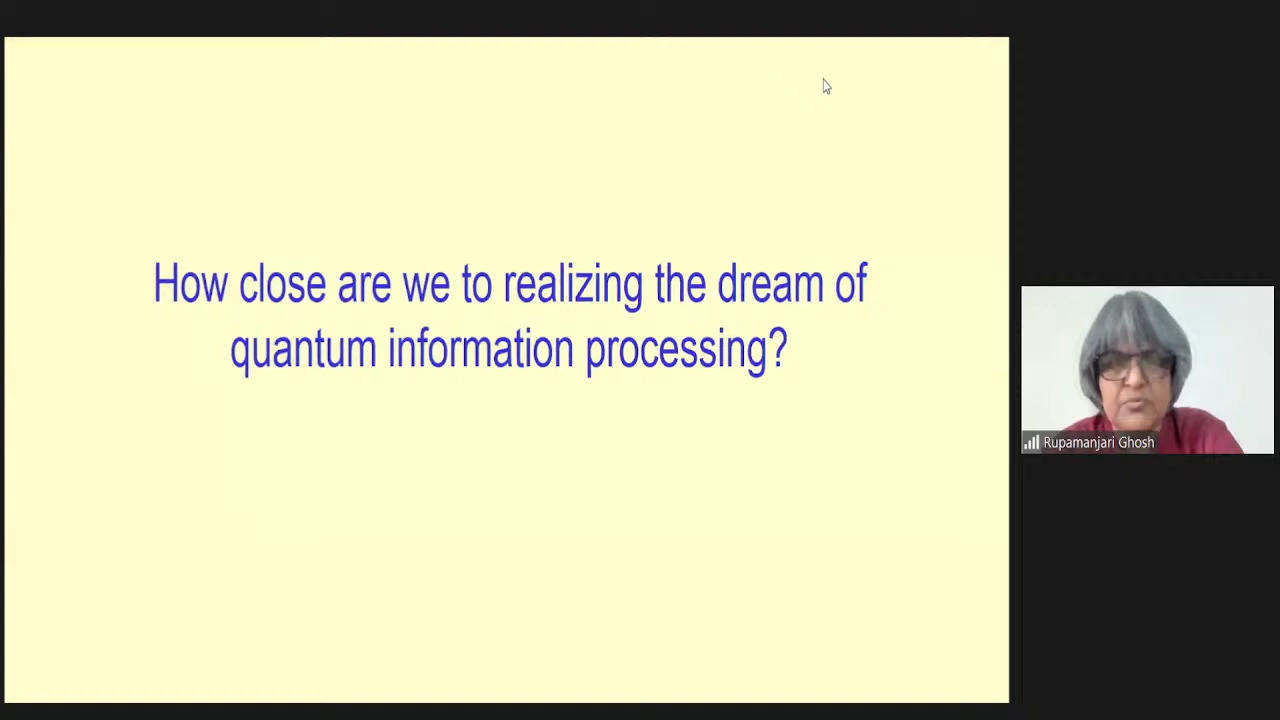 How close are we to realizing the dream of
quantum information processing?
Rupamanjari Ghosh